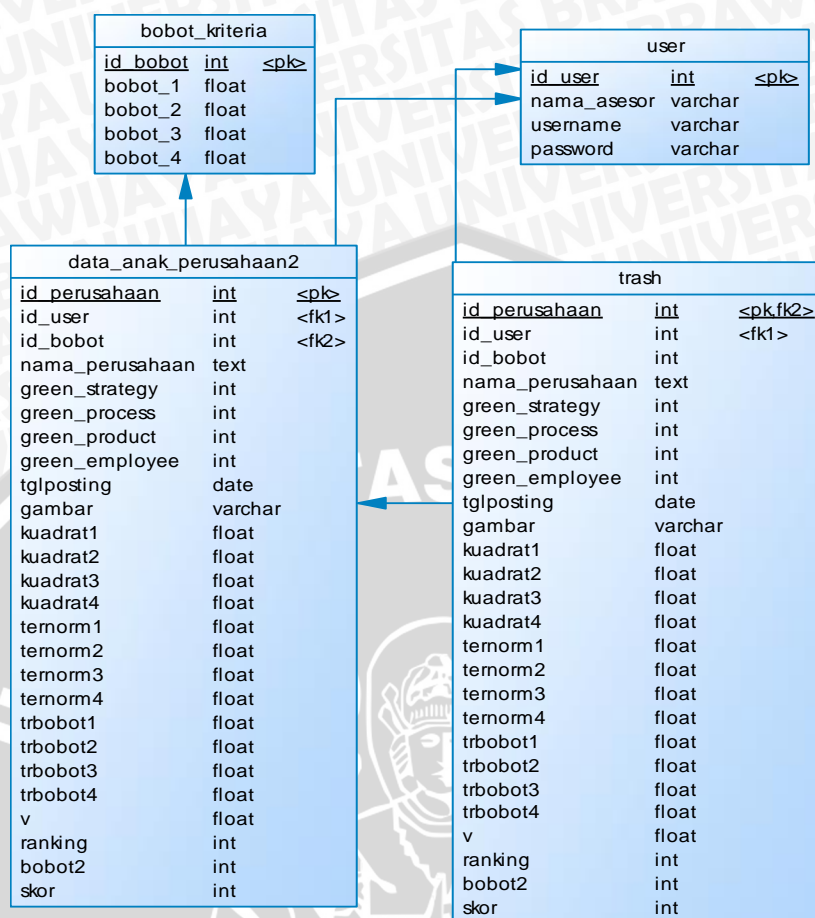 bobot_kriteria
id_bobot int <pk>
bobot_1 float
bobot_2 float
bobot_3 float
bobot_4 float
user
id_user int <pk>
nama_asesor varchar
username varchar
password varchar
data_anak_perusahaan2
id_perusahaan int <pk>
id_user int <fk1>
id_bobot int <fk2>
nama_perusahaan text
green_strategy int
green_process int
green_product int
green_employee int
tglposting date
gambar varchar
kuadrat1 float
kuadrat2 float
kuadrat3 float
kuadrat4 float
ternorm1 float
ternorm2 float
ternorm3 float
ternorm4 float
trbobot1 float
trbobot2 float
trbobot3 float
trbobot4 float
v float
ranking int
bobot2 int
skor int
trash
id_perusahaan int <pk,fk2>
id_user int <fk1>
id_bobot int
nama_perusahaan text
green_strategy int
green_process int
green_product int
green_employee int
tglposting date
gambar varchar
kuadrat1 float
kuadrat2 float
kuadrat3 float
kuadrat4 float
ternorm1 float
ternorm2 float
ternorm3 float
ternorm4 float
trbobot1 float
trbobot2 float
trbobot3 float
trbobot4 float
v float
ranking int
bobot2 int
skor int